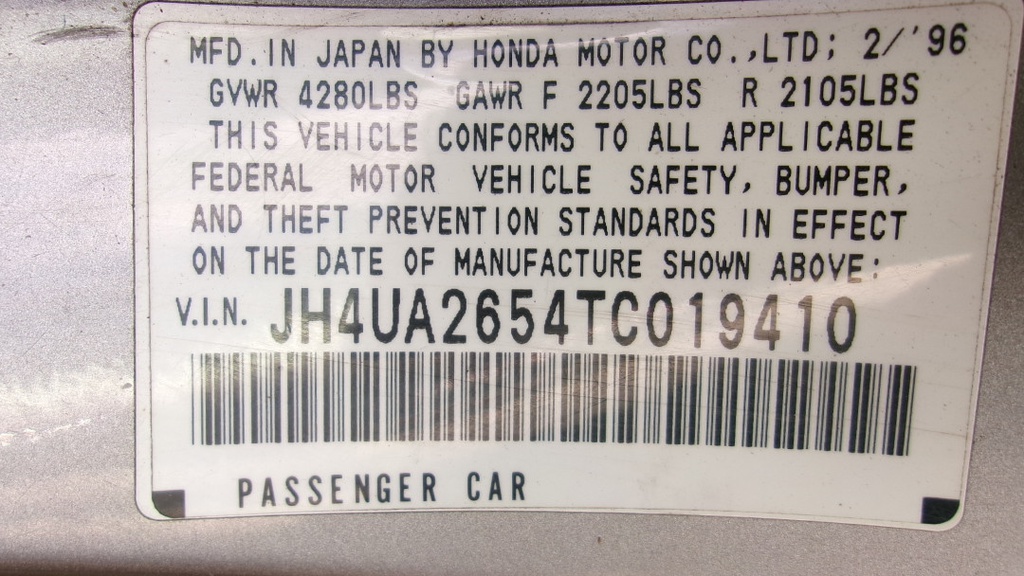 MFD. IN JAPAN BY HONDA MOTOR CO.,LTD; 2/'96
GVWR 4280LBS GAWR F 2205LBS R 2105LBS
THIS VEHICLE CONFORMS TO ALL APPLICABLE
FEDERAL MOTOR VEHICLE SAFETY, BUMPER,
AND THEFT PREVENTION STANDARDS IN EFFECT
ON THE DATE OF MANUFACTURE SHOWN ABOVE:
V.I.N. JH4UA2654TC019410
PASSENGER CAR